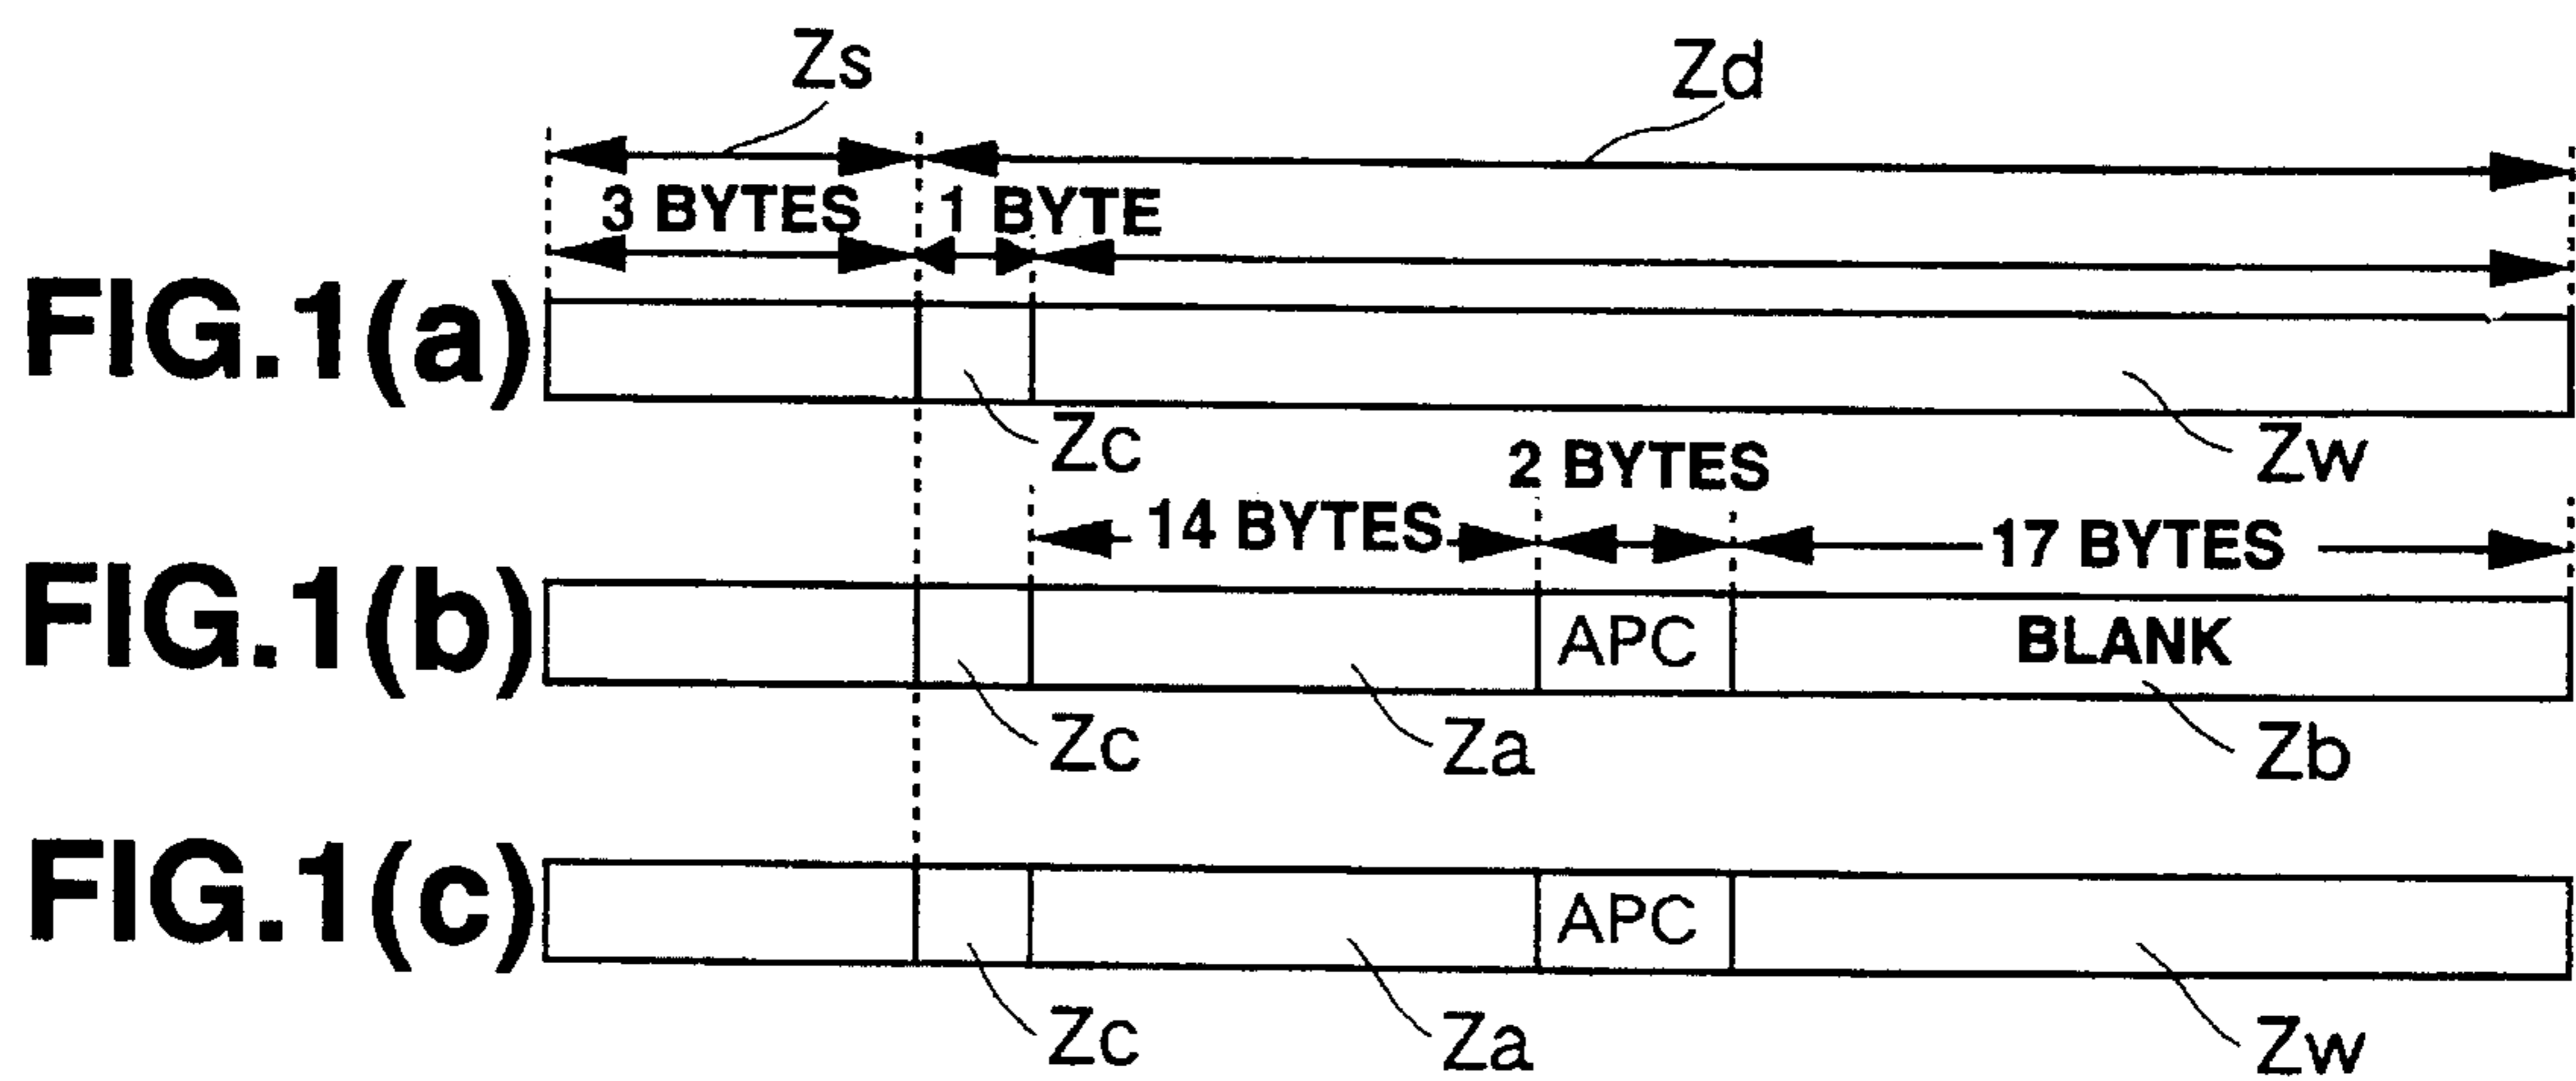 Zs Zd
3 BYTES 1 BYTE
FIG.1(a)
Zc Zw
2 BYTES
14 BYTES 17 BYTES
FIG.1(b) APC BLANK
Zc Za Zb
FIG.1(c) APC
Zc Za Zw